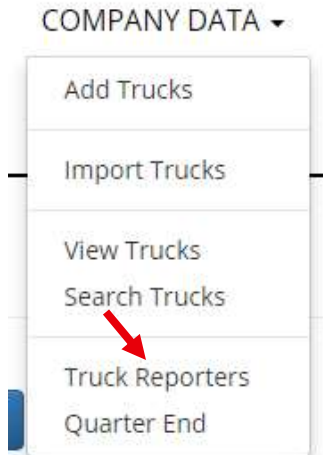 COMPANY DATA
Add Trucks
Import Trucks
View Trucks
Search Trucks
Truck Reporters
Quarter End